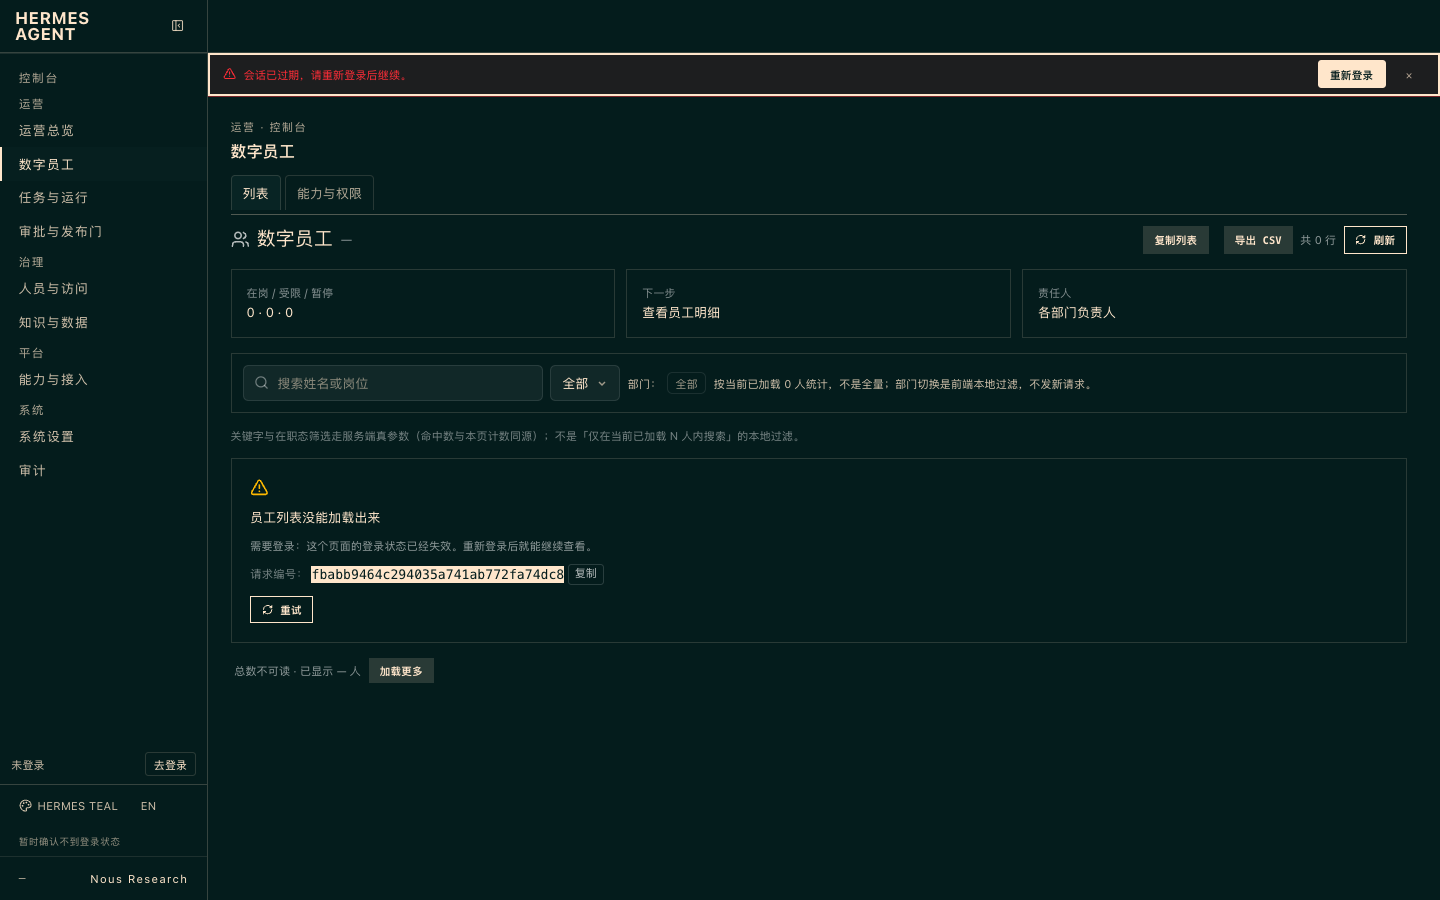 HERMES
AGENT
控制台
运营
运营总览
数字员工
任务与运行
审批与发布门
治理
人员与访问
知识与数据
平台
能力与接入
系统
系统设置
审计
未登录
去登录
HERMES TEAL
EN
暂时确认不到登录状态
—
Nous Research
会话已过期，请重新登录后继续。
重新登录
×
运营 · 控制台
数字员工
列表
能力与权限
数字员工 —
复制列表
导出 CSV
共 0 行
刷新
在岗 / 受限 / 暂停
0 · 0 · 0
下一步
查看员工明细
责任人
各部门负责人
搜索姓名或岗位
全部
部门：
全部
按当前已加载 0 人统计，不是全量；部门切换是前端本地过滤，不发新请求。
关键字与在职态筛选走服务端真参数（命中数与本页计数同源）；不是「仅在当前已加载 N 人内搜索」的本地过滤。
员工列表没能加载出来
需要登录：这个页面的登录状态已经失效。重新登录后就能继续查看。
请求编号：
fbabb9464c294035a741ab772fa74dc8
复制
重试
总数不可读 · 已显示 — 人
加载更多